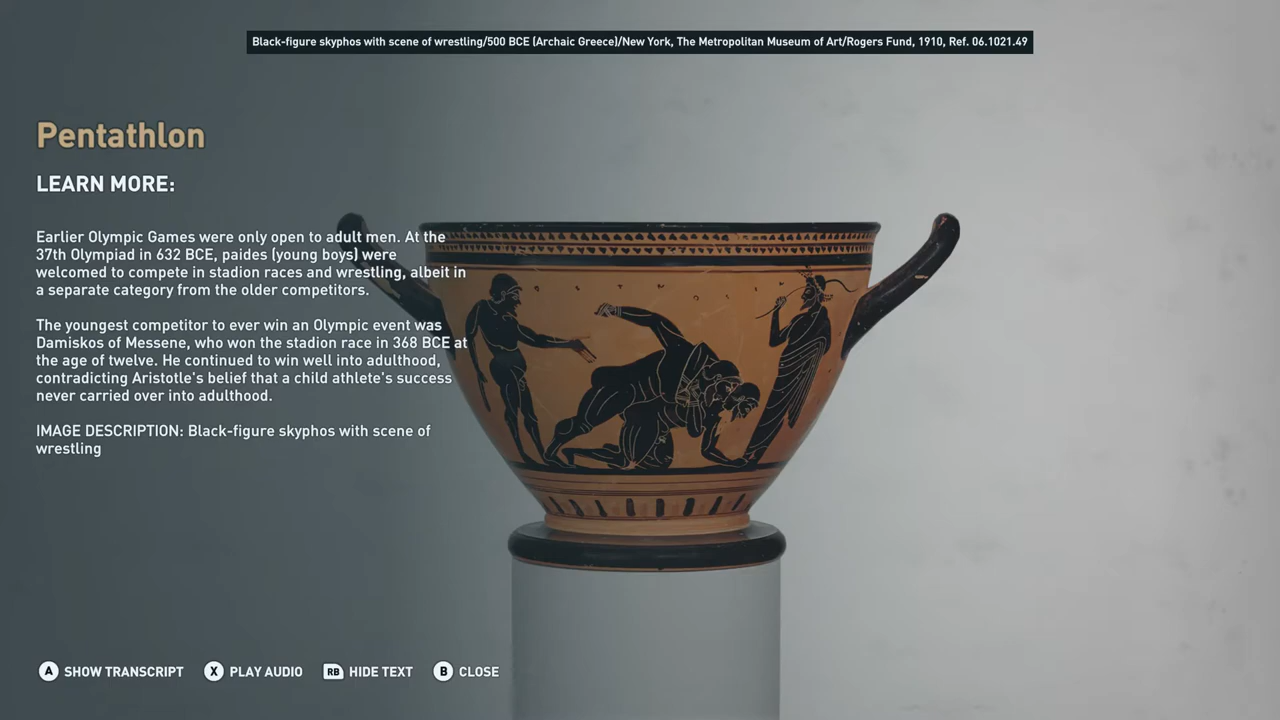 Black-figure skyphos with scene of wrestling/500 BCE (Archaic Greece)/New York, The Metropolitan Museum of Art/Rogers Fund, 1910, Ref. 06.1021.49
Pentathlon
LEARN MORE:
Earlier Olympic Games were only open to adult men. At the
37th Olympiad in 632 BCE, paides (young boys) were
welcomed to compete in stadion races and wrestling, albeit in
a separate category from the older competitors.
The youngest competitor to ever win an Olympic event was
Damiskos of Messene, who won the stadion race in 368 BCE at
the age of twelve. He continued to win well into adulthood,
contradicting Aristotle's belief that a child athlete's success
never carried over into adulthood.
IMAGE DESCRIPTION: Black-figure skyphos with scene of
wrestling
A SHOW TRANSCRIPT X PLAY AUDIO RB HIDE TEXT B CLOSE